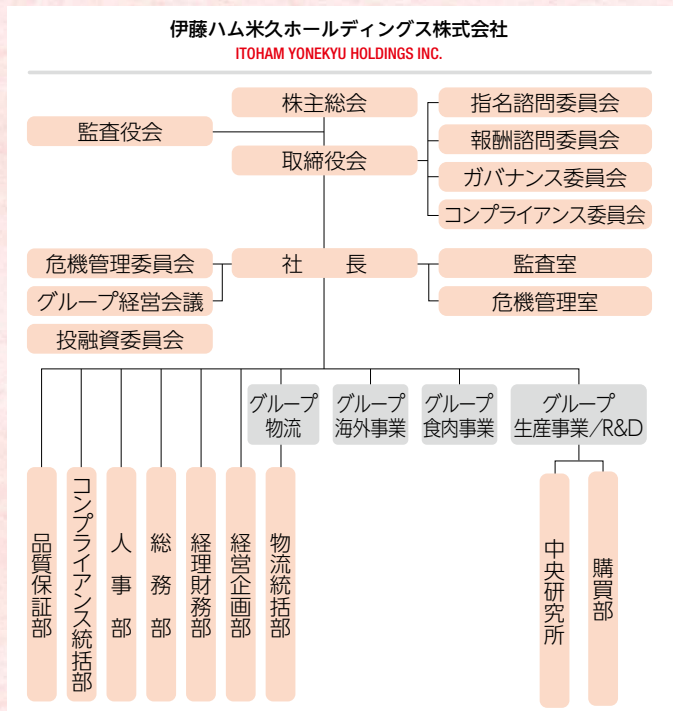 伊藤ハム米久ホールディングス株式会社
ITOHAM YONEKYU HOLDINGS INC.
株主総会
監査役会
取締役会
指名諮問委員会
報酬諮問委員会
ガバナンス委員会
コンプライアンス委員会
危機管理委員会
社 長
監査室
グループ経営会議
危機管理室
投融資委員会
グループ
物流
グループ
海外事業
グループ
食肉事業
グループ
生産事業/R&D
品質保証部
コンプライアンス統括部
人事部
総務部
経理財務部
経営企画部
物流統括部
中央研究所
購買部